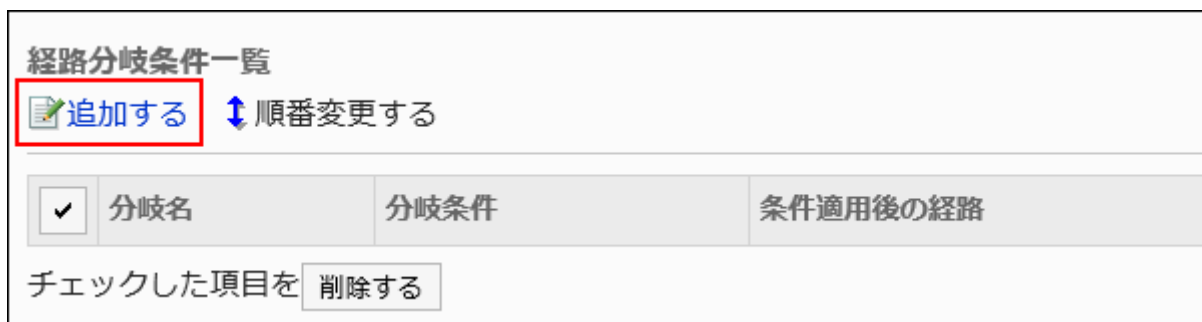 経路分岐条件一覧
追加する 順番変更する
分岐名 分岐条件 条件適用後の経路
チェックした項目を 削除する